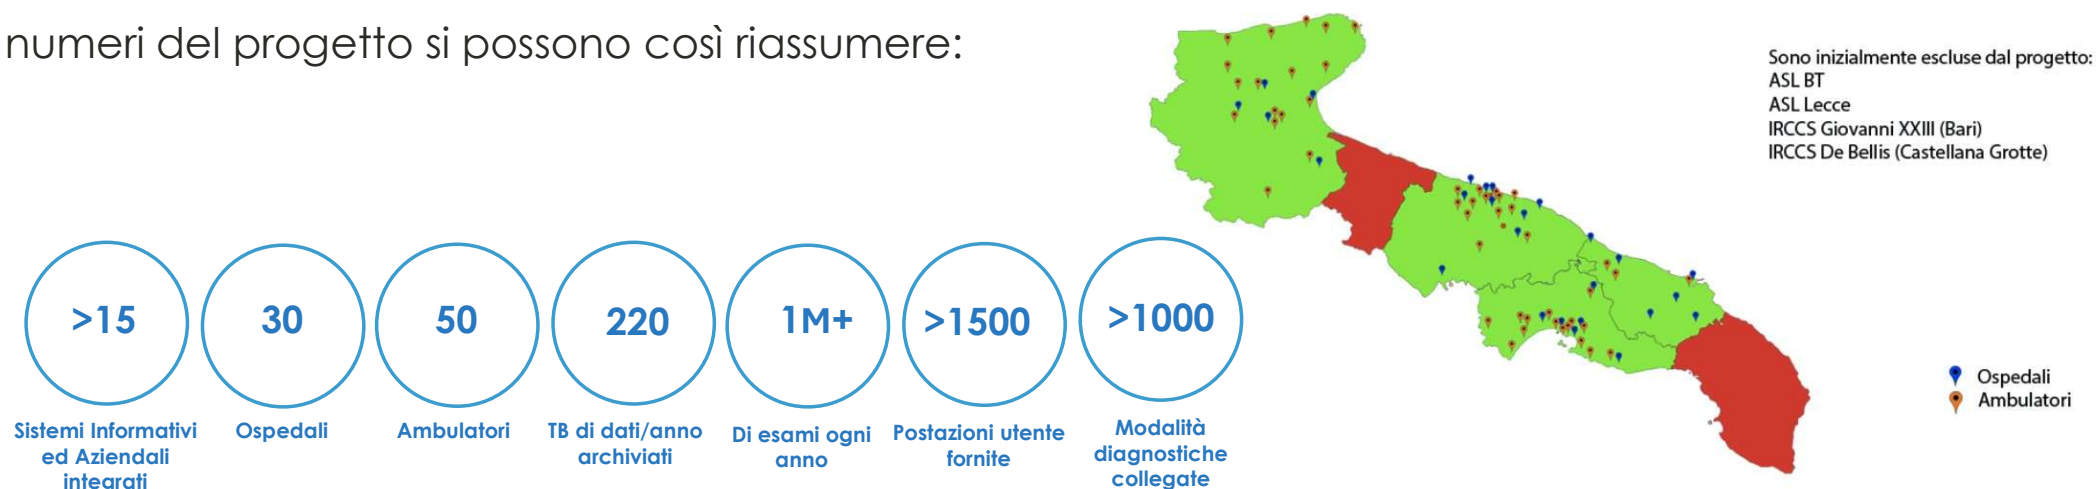 numeri del progetto si possono così riassumere:
Sono inizialmente escluse dal progetto:
ASL BT
ASL Lecce
IRCCS Giovanni XXIII (Bari)
IRCCS De Bellis (Castellana Grotte)
>15
30
50
220
1M+
>1500
>1000
Sistemi Informativi
ed Aziendali
integrati
Ospedali
Ambulatori
TB di dati/anno
archiviati
Di esami ogni
anno
Postazioni utente
fornite
Modalità
diagnostiche
collegate
Ospedali
Ambulatori